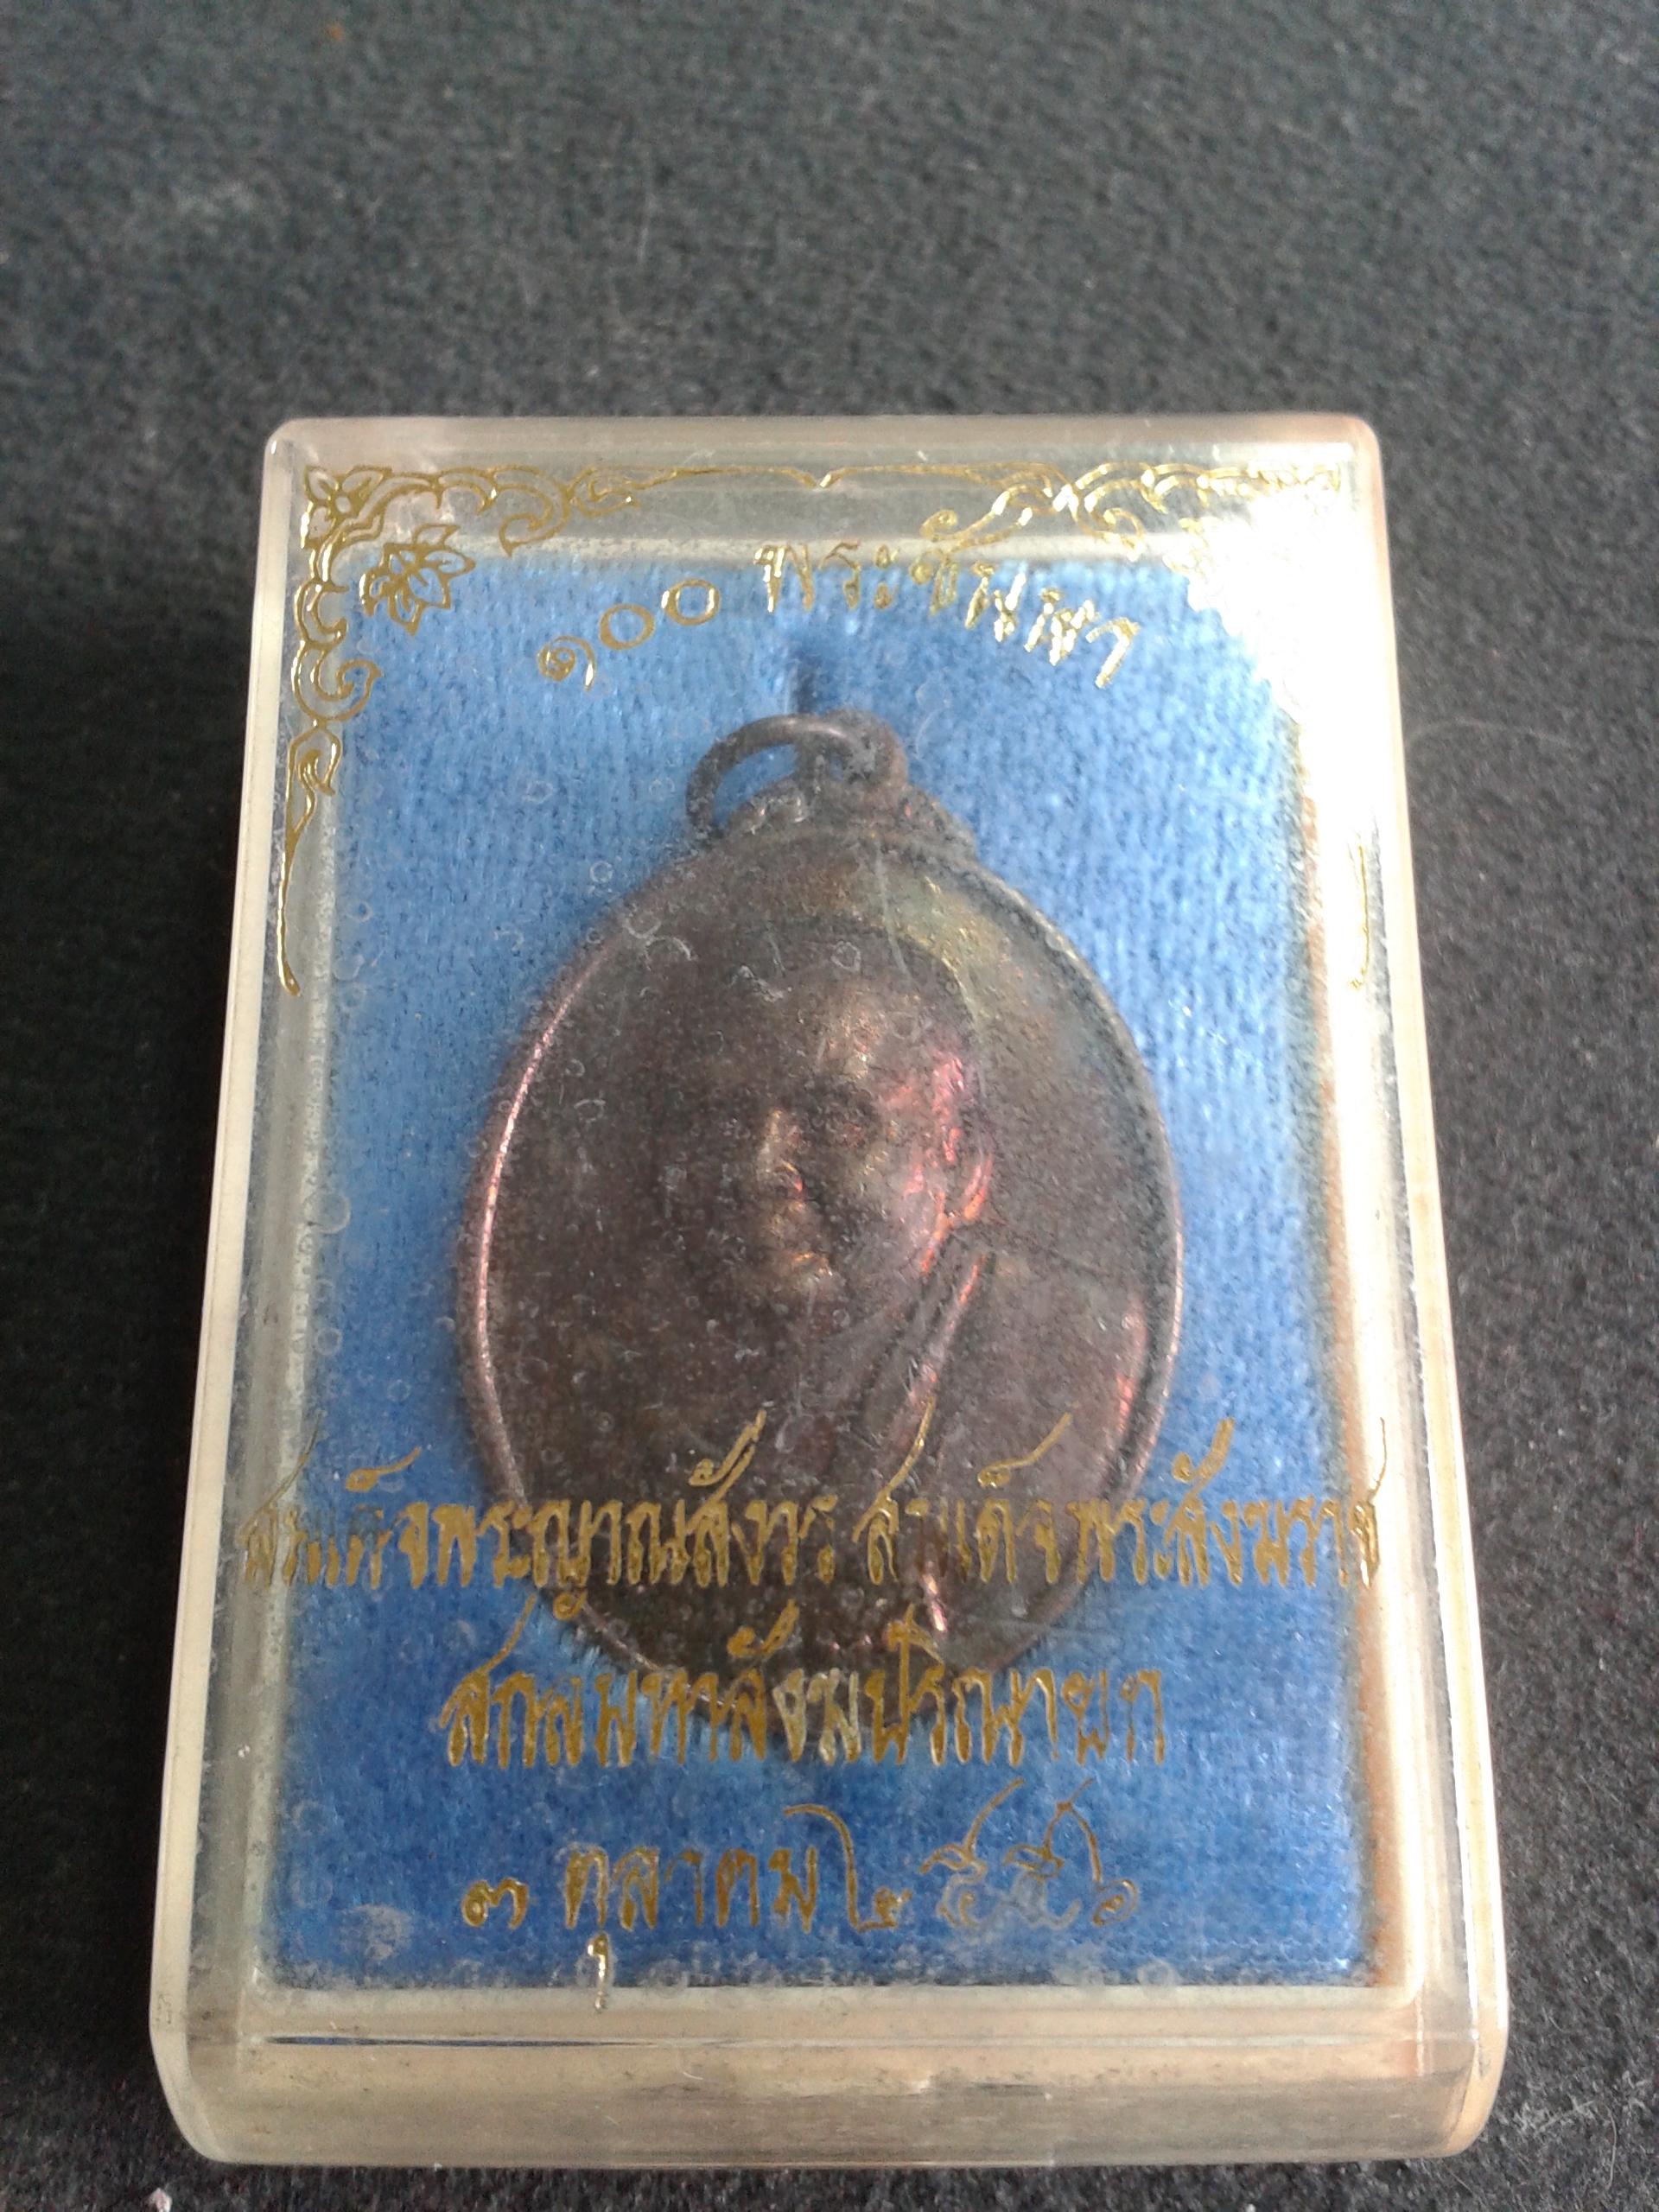 ๑๐๐ พระชันษา
สมเด็จพระญาณสังวร สมเด็จพระสังฆราช
สกลมหาสังฆปริณายก
๓ ตุลาคม ๒๕๕๖